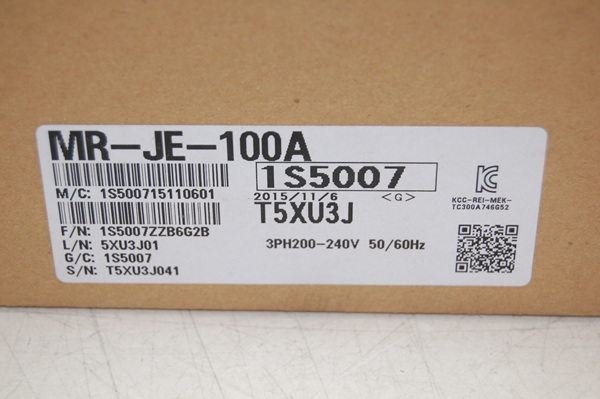 MR-JE-100A
1S5007
M/C: 1S500715110601
2015/11/6 <G>
T5XU3J
F/N: 1S5007ZZB6G2B
L/N: 5XU3J01
G/C: 1S5007
S/N: T5XU3J041
3PH200-240V 50/60Hz
KC
KCC-REI-MEK-
TC300A746G52